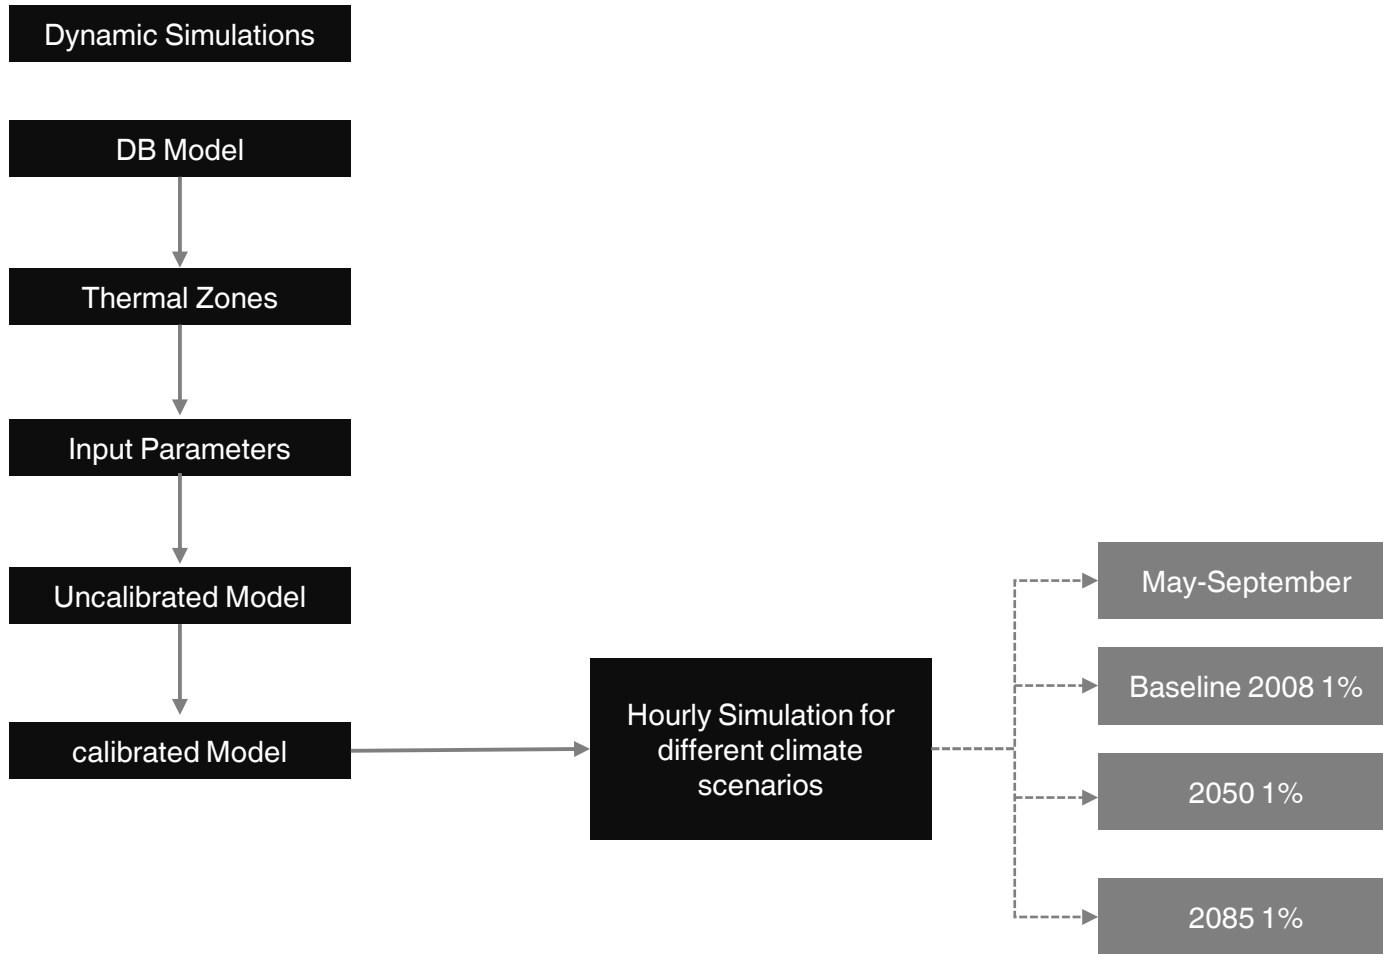 Dynamic Simulations
DB Model
Thermal Zones
Input Parameters
Uncalibrated Model
calibrated Model
Hourly Simulation for
different climate
scenarios
May-September
Baseline 2008 1%
2050 1%
2085 1%